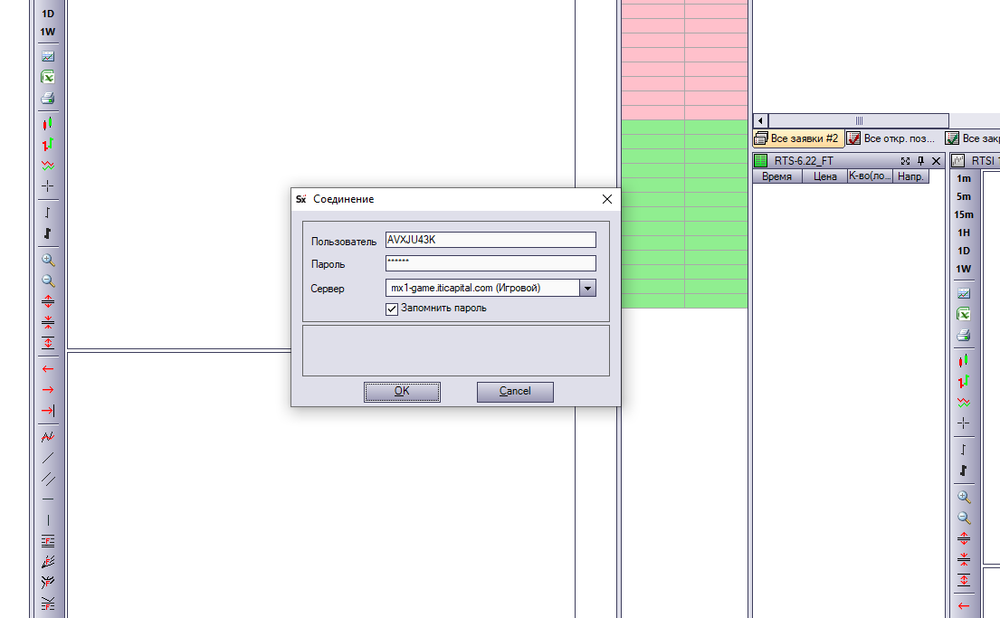 1D
1W
Все заявки #2
Все откр. поз...
Все зак
RTS-6.22_FT
RTSI
Время
Цена
К-во(ло...
Напр.
1m
5m
15m
1H
1D
1W
Sx Соединение
Пользователь
AVXJU43K
Пароль
******
Сервер
mx1-game.iticapital.com (Игровой)
Запомнить пароль
OK
Cancel